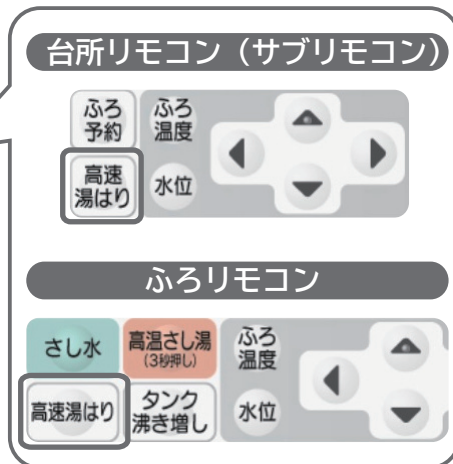 台所リモコン（サブリモコン）
ふろ
予約
ふろ
温度
高速
湯はり
水位
ふろリモコン
さし水
高温さし湯
(3秒押し)
ふろ
温度
高速湯はり
タンク
沸き増し
水位